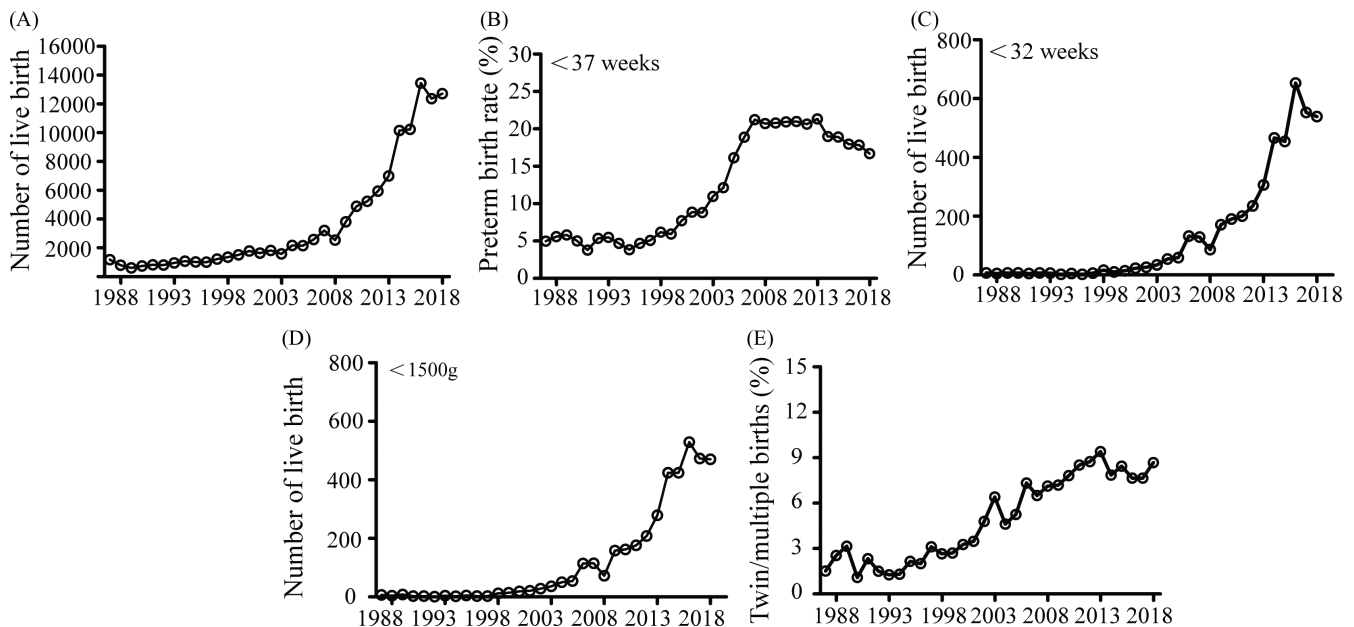 (A)
Number of live birth
16000
14000
12000
10000
8000
6000
4000
2000
1988 1993 1998 2003 2008 2013 2018
(B)
Preterm birth rate (%)
<37 weeks
30
25
20
15
10
5
0
1988 1993 1998 2003 2008 2013 2018
(C)
Number of live birth
<32 weeks
800
600
400
200
0
1988 1993 1998 2003 2008 2013 2018
(D)
Number of live birth
<1500g
800
600
400
200
0
1988 1993 1998 2003 2008 2013 2018
(E)
Twin/multiple births (%)
15
12
9
6
3
0
1988 1993 1998 2003 2008 2013 2018